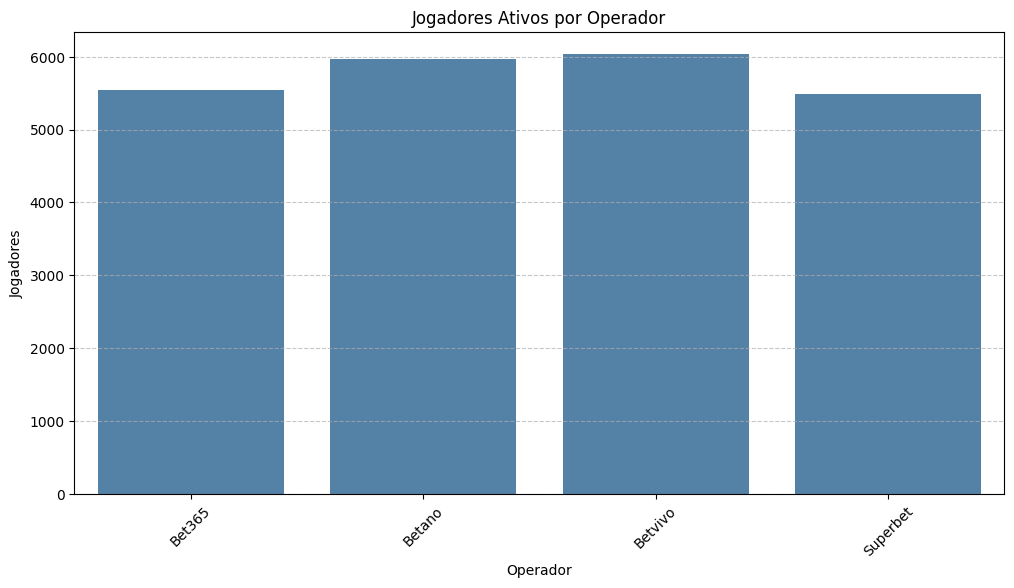 Jogadores Ativos por Operador
Jogadores
6000
5000
4000
3000
2000
1000
0
Bet365
Betano
Betvivo
Superbet
Operador